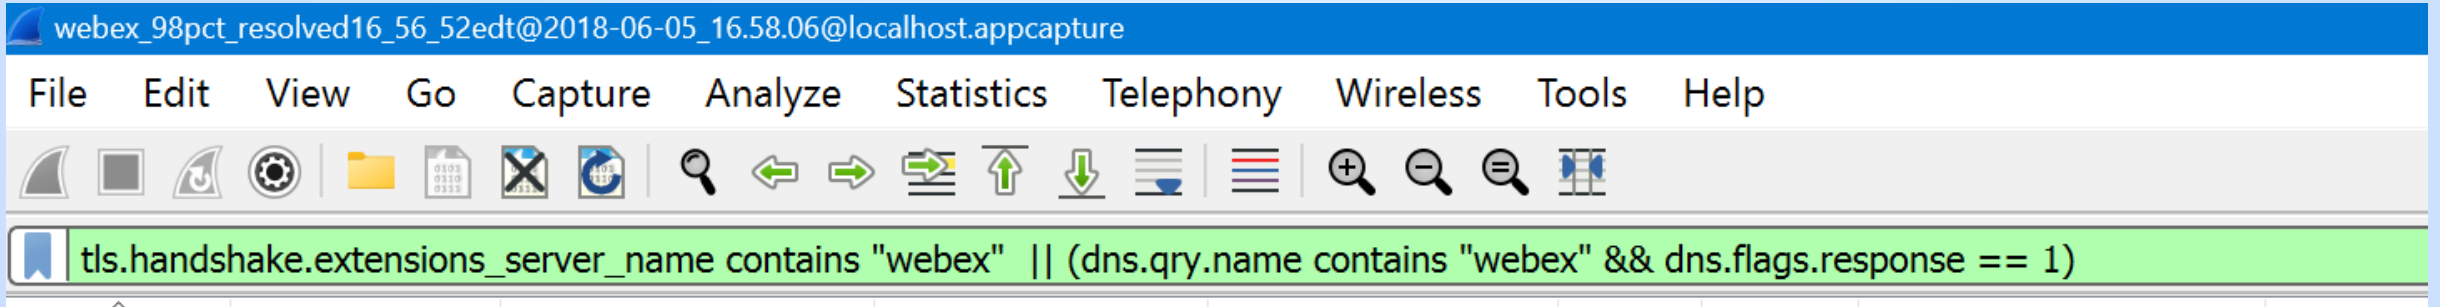 webex_98pct_resolved16_56_52edt@2018-06-05_16.58.06@localhost.appcapture
File Edit View Go Capture Analyze Statistics Telephony Wireless Tools Help
tls.handshake.extensions_server_name contains "webex"  || (dns.qry.name contains "webex" && dns.flags.response == 1)